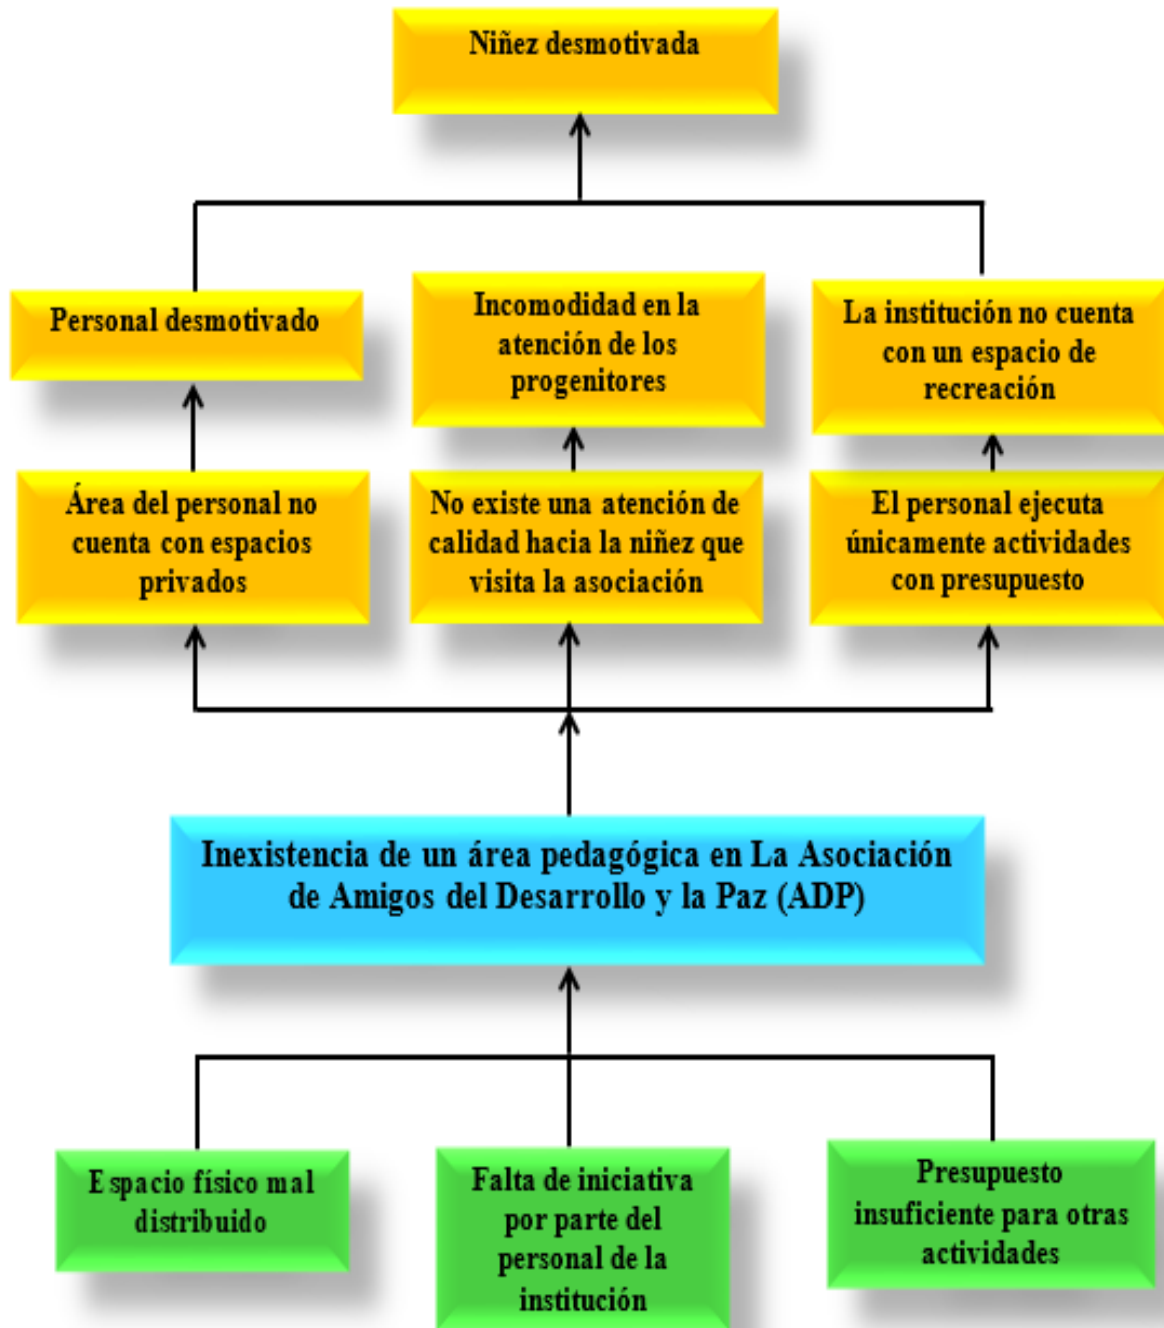 Niñez desmotivada
Personal desmotivado
Incomodidad en la
atención de los
progenitores
La institución no cuenta
con un espacio de
recreación
Área del personal no
cuenta con espacios
privados
No existe una atención de
calidad hacia la niñez que
visita la asociación
El personal ejecuta
únicamente actividades
con presupuesto
Inexistencia de un área pedagógica en La Asociación
de Amigos del Desarrollo y la Paz (ADP)
Espacio físico mal
distribuido
Falta de iniciativa
por parte del
personal de la
institución
Presupuesto
insuficiente para otras
actividades